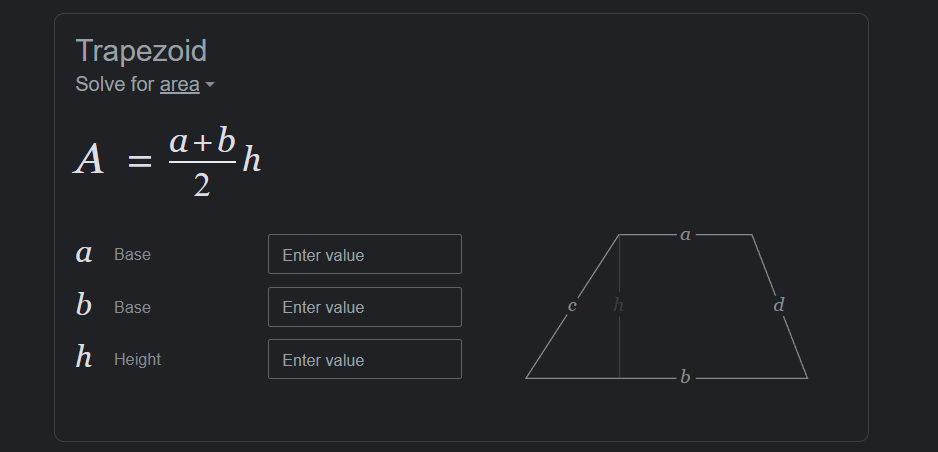 Trapezoid
Solve for area
A = \frac{a+b}{2} h
a Base Enter value
b Base Enter value
h Height Enter value
a
c h d
b